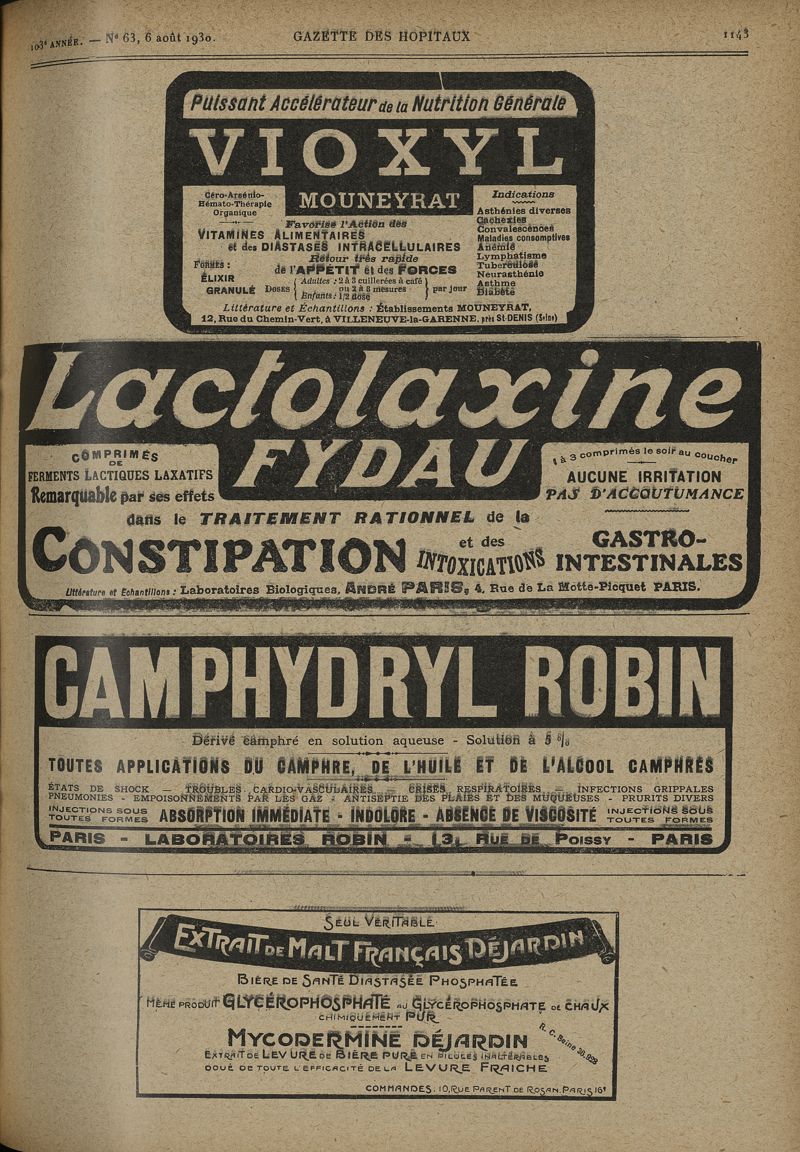 103e ANNÉE. — No 63, 6 août 1930.
GAZETTE DES HOPITAUX
1143
Puissant Accélérateur de la Nutrition Générale
VIOXYL
MOUNEYRAT
Céro-Arsénio-
Hémato-Thérapie
Organique
Favorise l'Action des
VITAMINES ALIMENTAIRES
et des DIASTASES INTRACELLULAIRES
Retour très rapide
de l'APPÉTIT et des FORCES
FORMES :
ÉLIXIR
GRANULÉ
DOSES
Adultes : 2 à 3 cuillerées à café
ou 2 à 3 mesures
Enfants : 1/2 dose
par jour
Indications
Asthénies diverses
Cachexies
Convalescences
Maladies consomptives
Anémie
Lymphatisme
Tuberculose
Neurasthénie
Asthme
Diabète
Littérature et Échantillons : Établissements MOUNEYRAT,
12, Rue du Chemin-Vert, à VILLENEUVE-la-GARENNE, près St-DENIS (Seine)
Lactolaxine
FYDAU
COMPRIMÉS
DE
FERMENTS LACTIQUES LAXATIFS
Remarquable par ses effets
1 à 3 comprimés le soir au coucher
AUCUNE IRRITATION
PAS D'ACCOUTUMANCE
dans le TRAITEMENT RATIONNEL de la
CONSTIPATION et des INTOXICATIONS GASTRO-
INTESTINALES
Littérature et Echantillons : Laboratoires Biologiques, ANDRÉ PARIS, 4, Rue de La Motte-Picquet PARIS.
CAMPHYDRYL ROBIN
Dérivé camphré en solution aqueuse - Solution à 5 %
TOUTES APPLICATIONS DU CAMPHRE, DE L'HUILE ET DE L'ALCOOL CAMPHRÉS
ÉTATS DE SHOCK — TROUBLES CARDIO-VASCULAIRES — CRISES RESPIRATOIRES — INFECTIONS GRIPPALES
PNEUMONIES - EMPOISONNEMENTS PAR LES GAZ - ANTISEPTIE DES PLAIES ET DES MUQUEUSES - PRURITS DIVERS
INJECTIONS SOUS
TOUTES FORMES
ABSORPTION IMMÉDIATE - INDOLORE - ABSENCE DE VISCOSITÉ
INJECTIONS SOUS
TOUTES FORMES
PARIS - LABORATOIRES ROBIN - 13, RUE DE POISSY - PARIS
SEUL VÉRITABLE
EXTRAIT DE MALT FRANÇAIS DÉJARDIN
BIÈRE DE SANTÉ DIASTASÉE PHOSPHATÉE
MÊME PRODUIT GLYCÉROPHOSPHATÉ AU GLYCÉROPHOSPHATE DE CHAUX
CHIMIQUEMENT PUR
MYCODERMINE DÉJARDIN
R. C. Seine 30.929
EXTRAIT DE LEVURE DE BIÈRE PURE EN PILULES INALTÉRABLES
DOUÉ DE TOUTE L'EFFICACITÉ DE LA LEVURE FRAICHE
COMMANDES : 10, RUE PARENT DE ROSAN, PARIS 16e